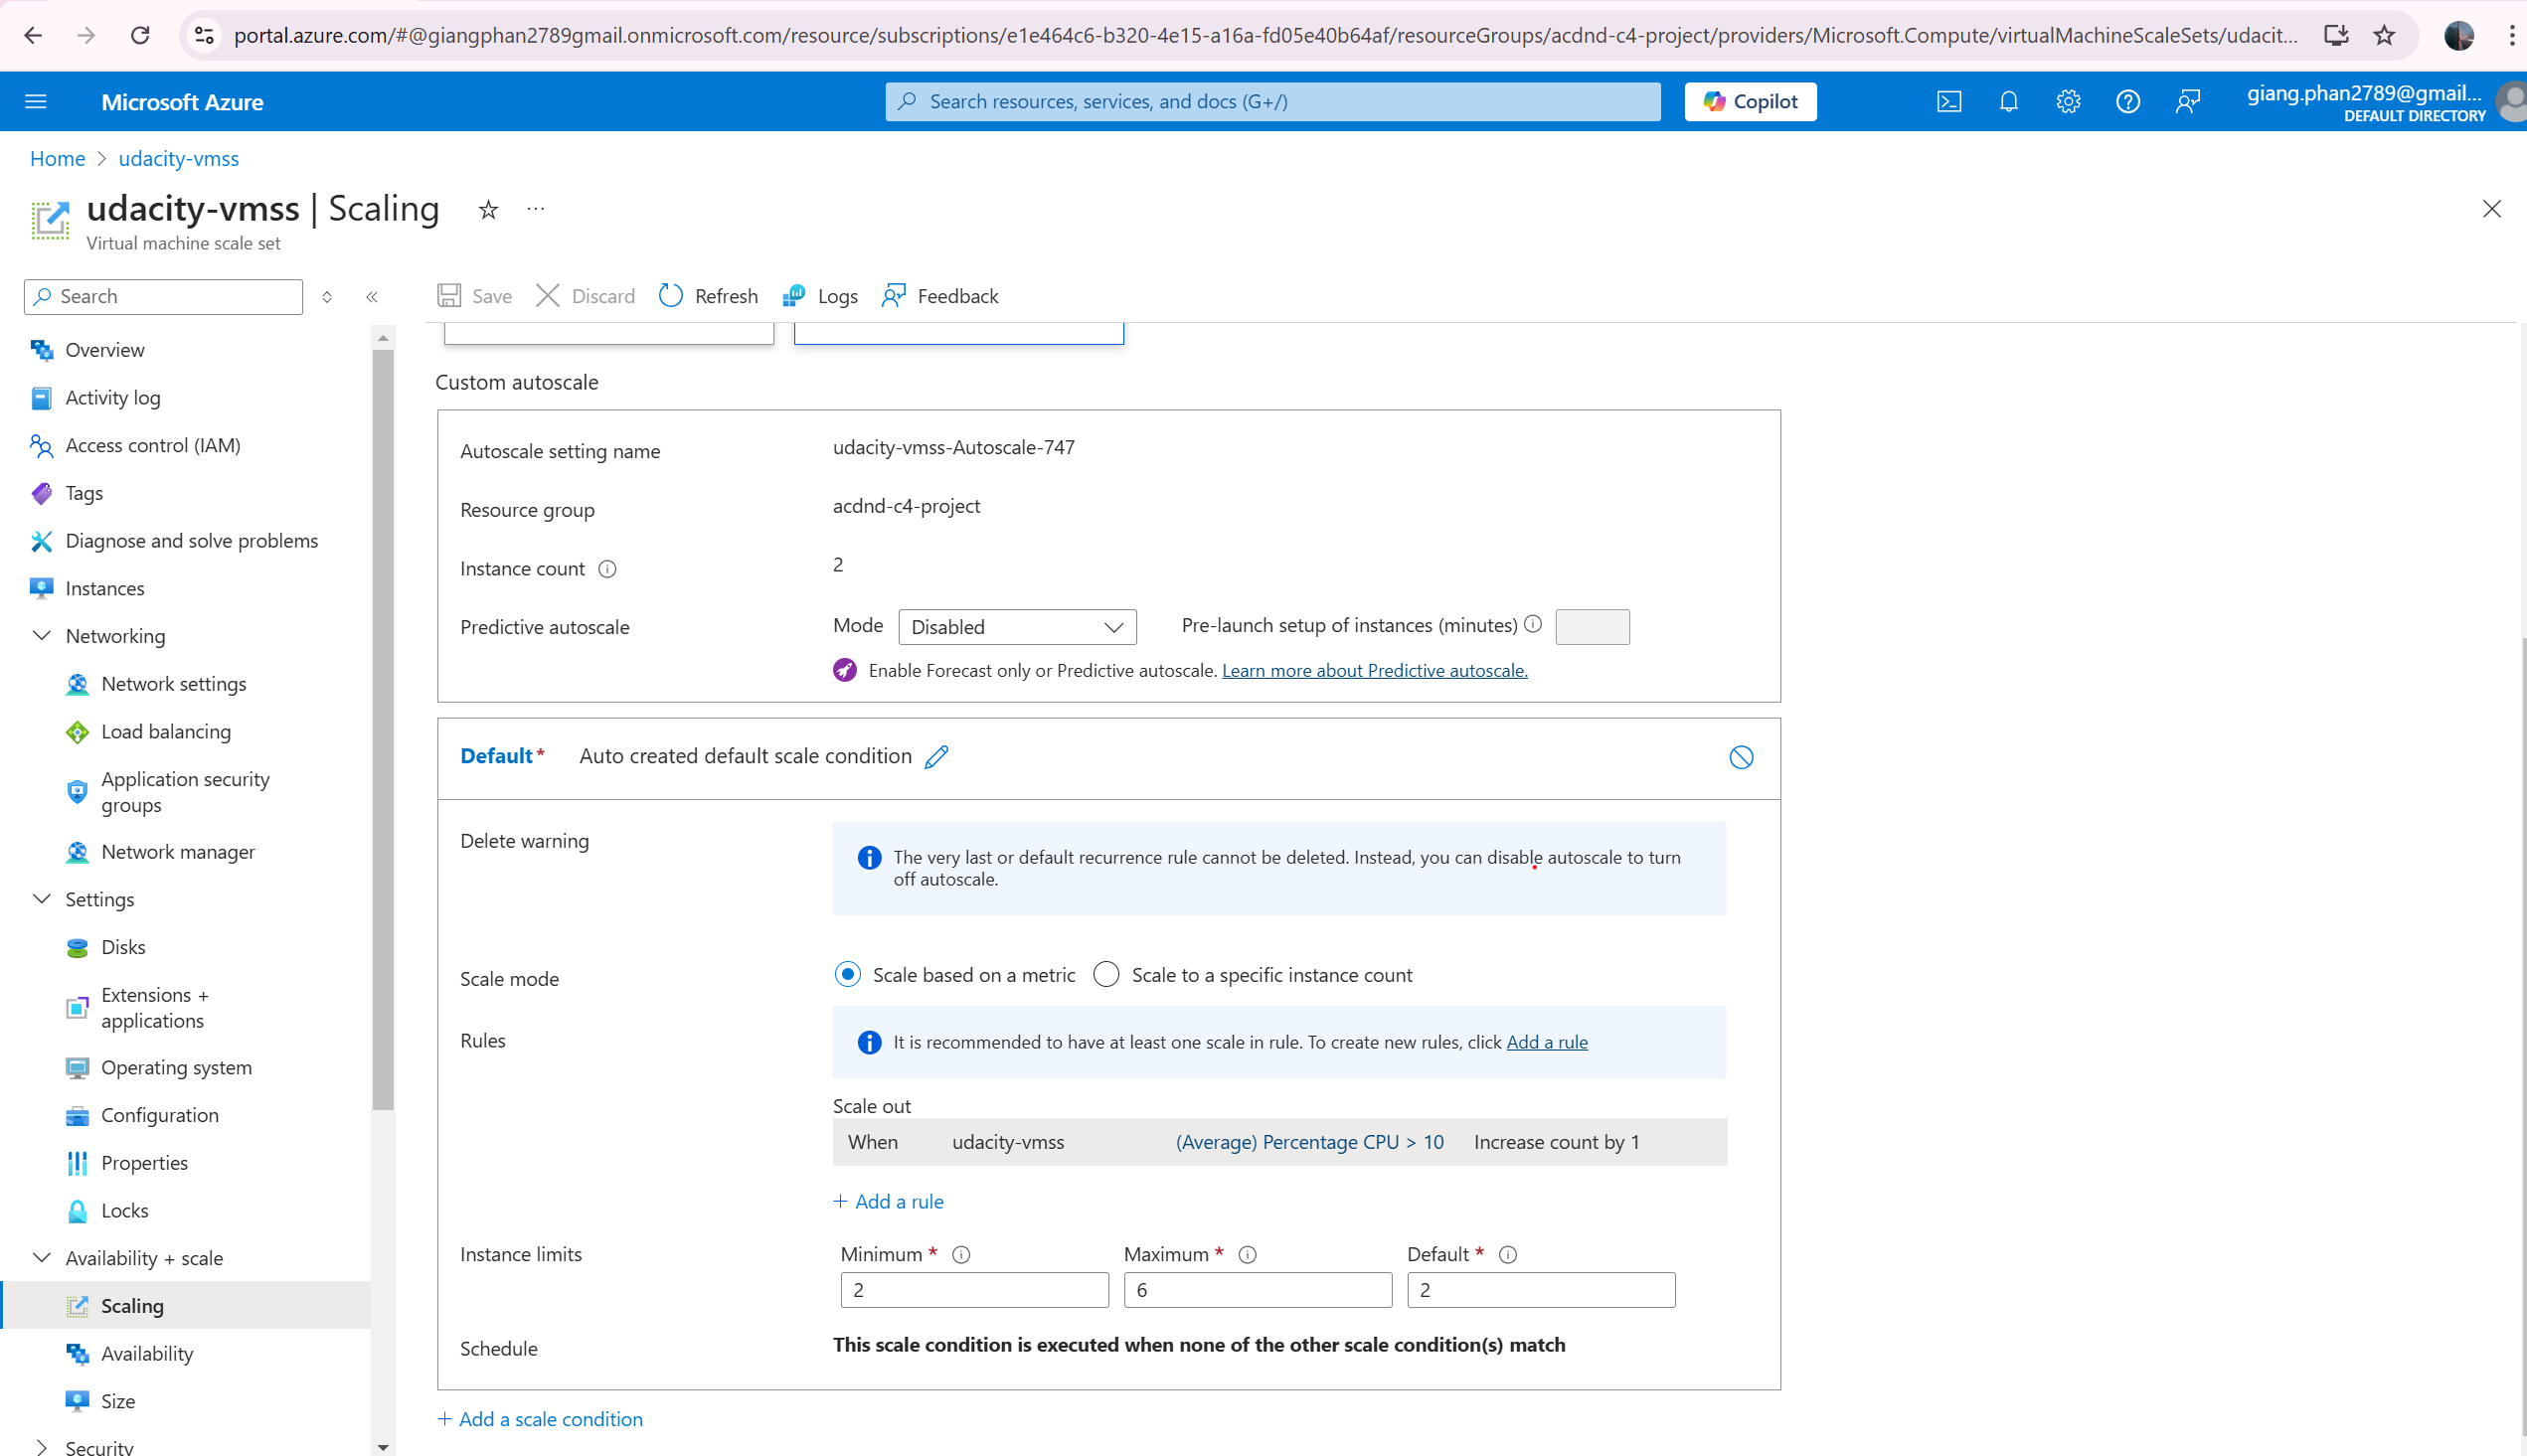 portal.azure.com/#@giangphan2789gmail.onmicrosoft.com/resource/subscriptions/e1e464c6-b320-4e15-a16a-fd05e40b64af/resourceGroups/acdnd-c4-project/providers/Microsoft.Compute/virtualMachineScaleSets/udacit...
Microsoft Azure
Search resources, services, and docs (G+/)
Copilot
giang.phan2789@gmail...
DEFAULT DIRECTORY
Home > udacity-vmss
udacity-vmss | Scaling
Virtual machine scale set
Search
Save
Discard
Refresh
Logs
Feedback
Overview
Activity log
Access control (IAM)
Tags
Diagnose and solve problems
Instances
Networking
Network settings
Load balancing
Application security
groups
Network manager
Settings
Disks
Extensions +
applications
Operating system
Configuration
Properties
Locks
Availability + scale
Scaling
Availability
Size
Security
Custom autoscale
Autoscale setting name
udacity-vmss-Autoscale-747
Resource group
acdnd-c4-project
Instance count
2
Predictive autoscale
Mode
Disabled
Pre-launch setup of instances (minutes)
Enable Forecast only or Predictive autoscale. Learn more about Predictive autoscale.
Default*
Auto created default scale condition
Delete warning
The very last or default recurrence rule cannot be deleted. Instead, you can disable autoscale to turn
off autoscale.
Scale mode
Scale based on a metric
Scale to a specific instance count
Rules
It is recommended to have at least one scale in rule. To create new rules, click Add a rule
Scale out
When udacity-vmss (Average) Percentage CPU > 10 Increase count by 1
+ Add a rule
Instance limits
Minimum *
2
Maximum *
6
Default *
2
Schedule
This scale condition is executed when none of the other scale condition(s) match
+ Add a scale condition